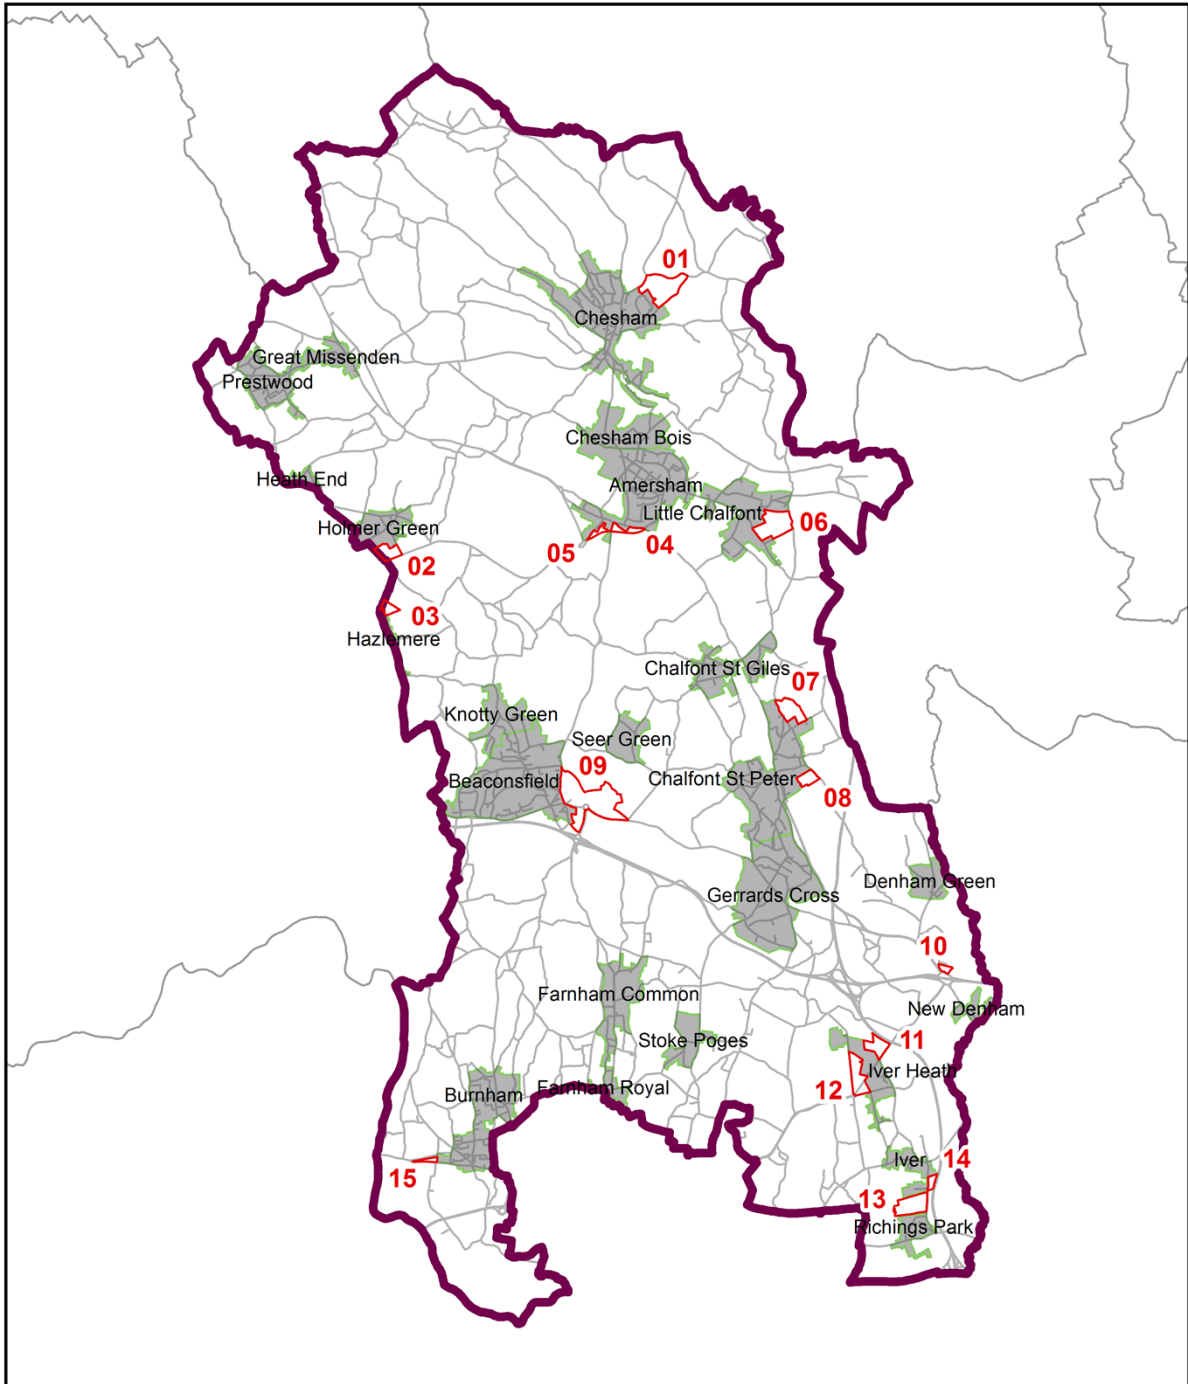 01
Chesham
Great Missenden
Prestwood
Chesham Bois
Heath End
Amersham
Little Chalfont
Holmer Green
06
05
04
02
03
Hazlemere
Chalfont St Giles
07
Knotty Green
Seer Green
09
Beaconsfield
Chalfont St Peter
08
Denham Green
Gerrards Cross
10
Farnham Common
New Denham
Stoke Poges
11
Iver Heath
Farnham Royal
12
Burnham
Iver
14
15
13
Richings Park